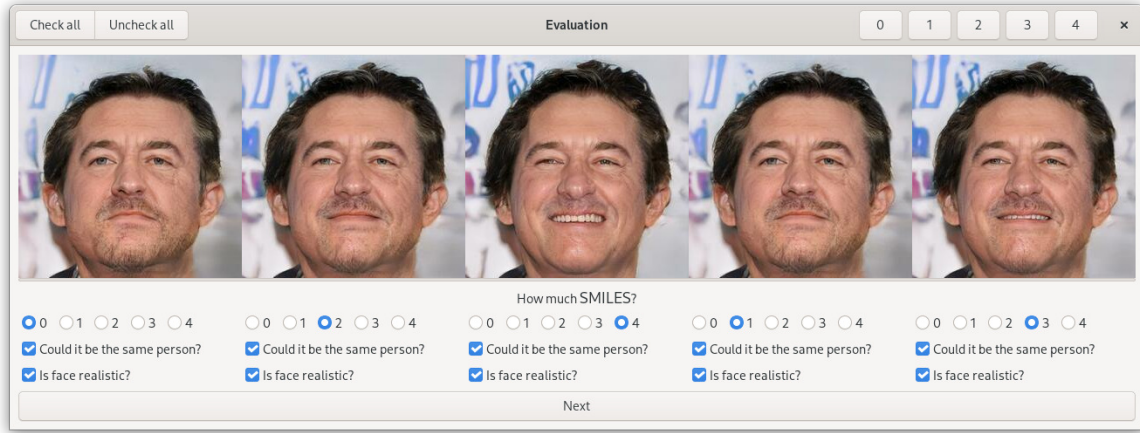 Check all Uncheck all Evaluation 0 1 2 3 4 ×
How much SMILES?
0 1 2 3 4 0 1 2 3 4 0 1 2 3 4 0 1 2 3 4 0 1 2 3 4
Could it be the same person? Could it be the same person? Could it be the same person? Could it be the same person? Could it be the same person?
Is face realistic? Is face realistic? Is face realistic? Is face realistic? Is face realistic?
Next